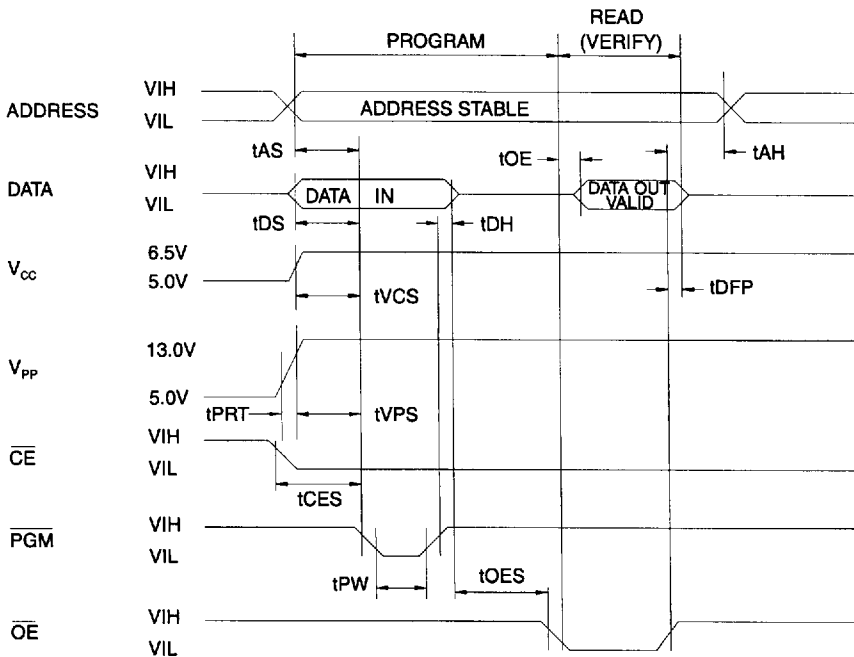 READ
PROGRAM (VERIFY)
ADDRESS VIH VIL ADDRESS STABLE
tAS tOE tAH
DATA VIH VIL DATA IN DATA OUT VALID
tDS tDH
VCC 6.5V 5.0V tVCS tDFP
VPP 13.0V 5.0V
tPRT tVPS
CE VIH VIL
tCES
PGM VIH VIL
tPW tOES
OE VIH VIL